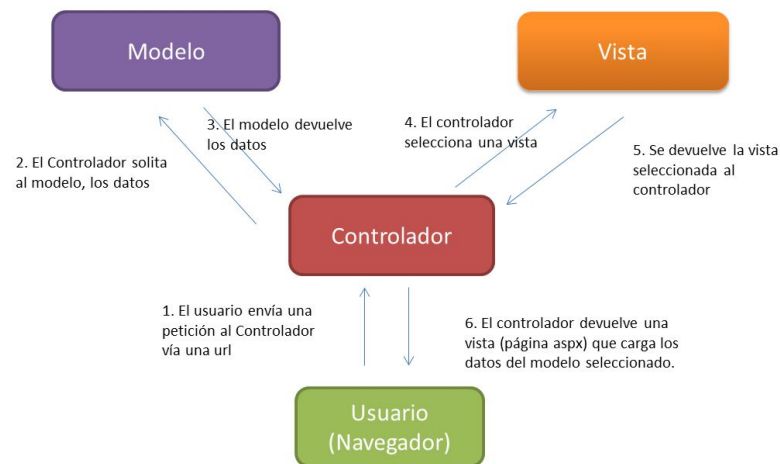 Modelo
Vista
3. El modelo devuelve
los datos
4. El controlador
selecciona una vista
2. El Controlador solita
al modelo, los datos
5. Se devuelve la vista
seleccionada al
controlador
Controlador
1. El usuario envía una
petición al Controlador
vía una url
6. El controlador devuelve una
vista (página aspx) que carga los
datos del modelo seleccionado.
Usuario
(Navegador)